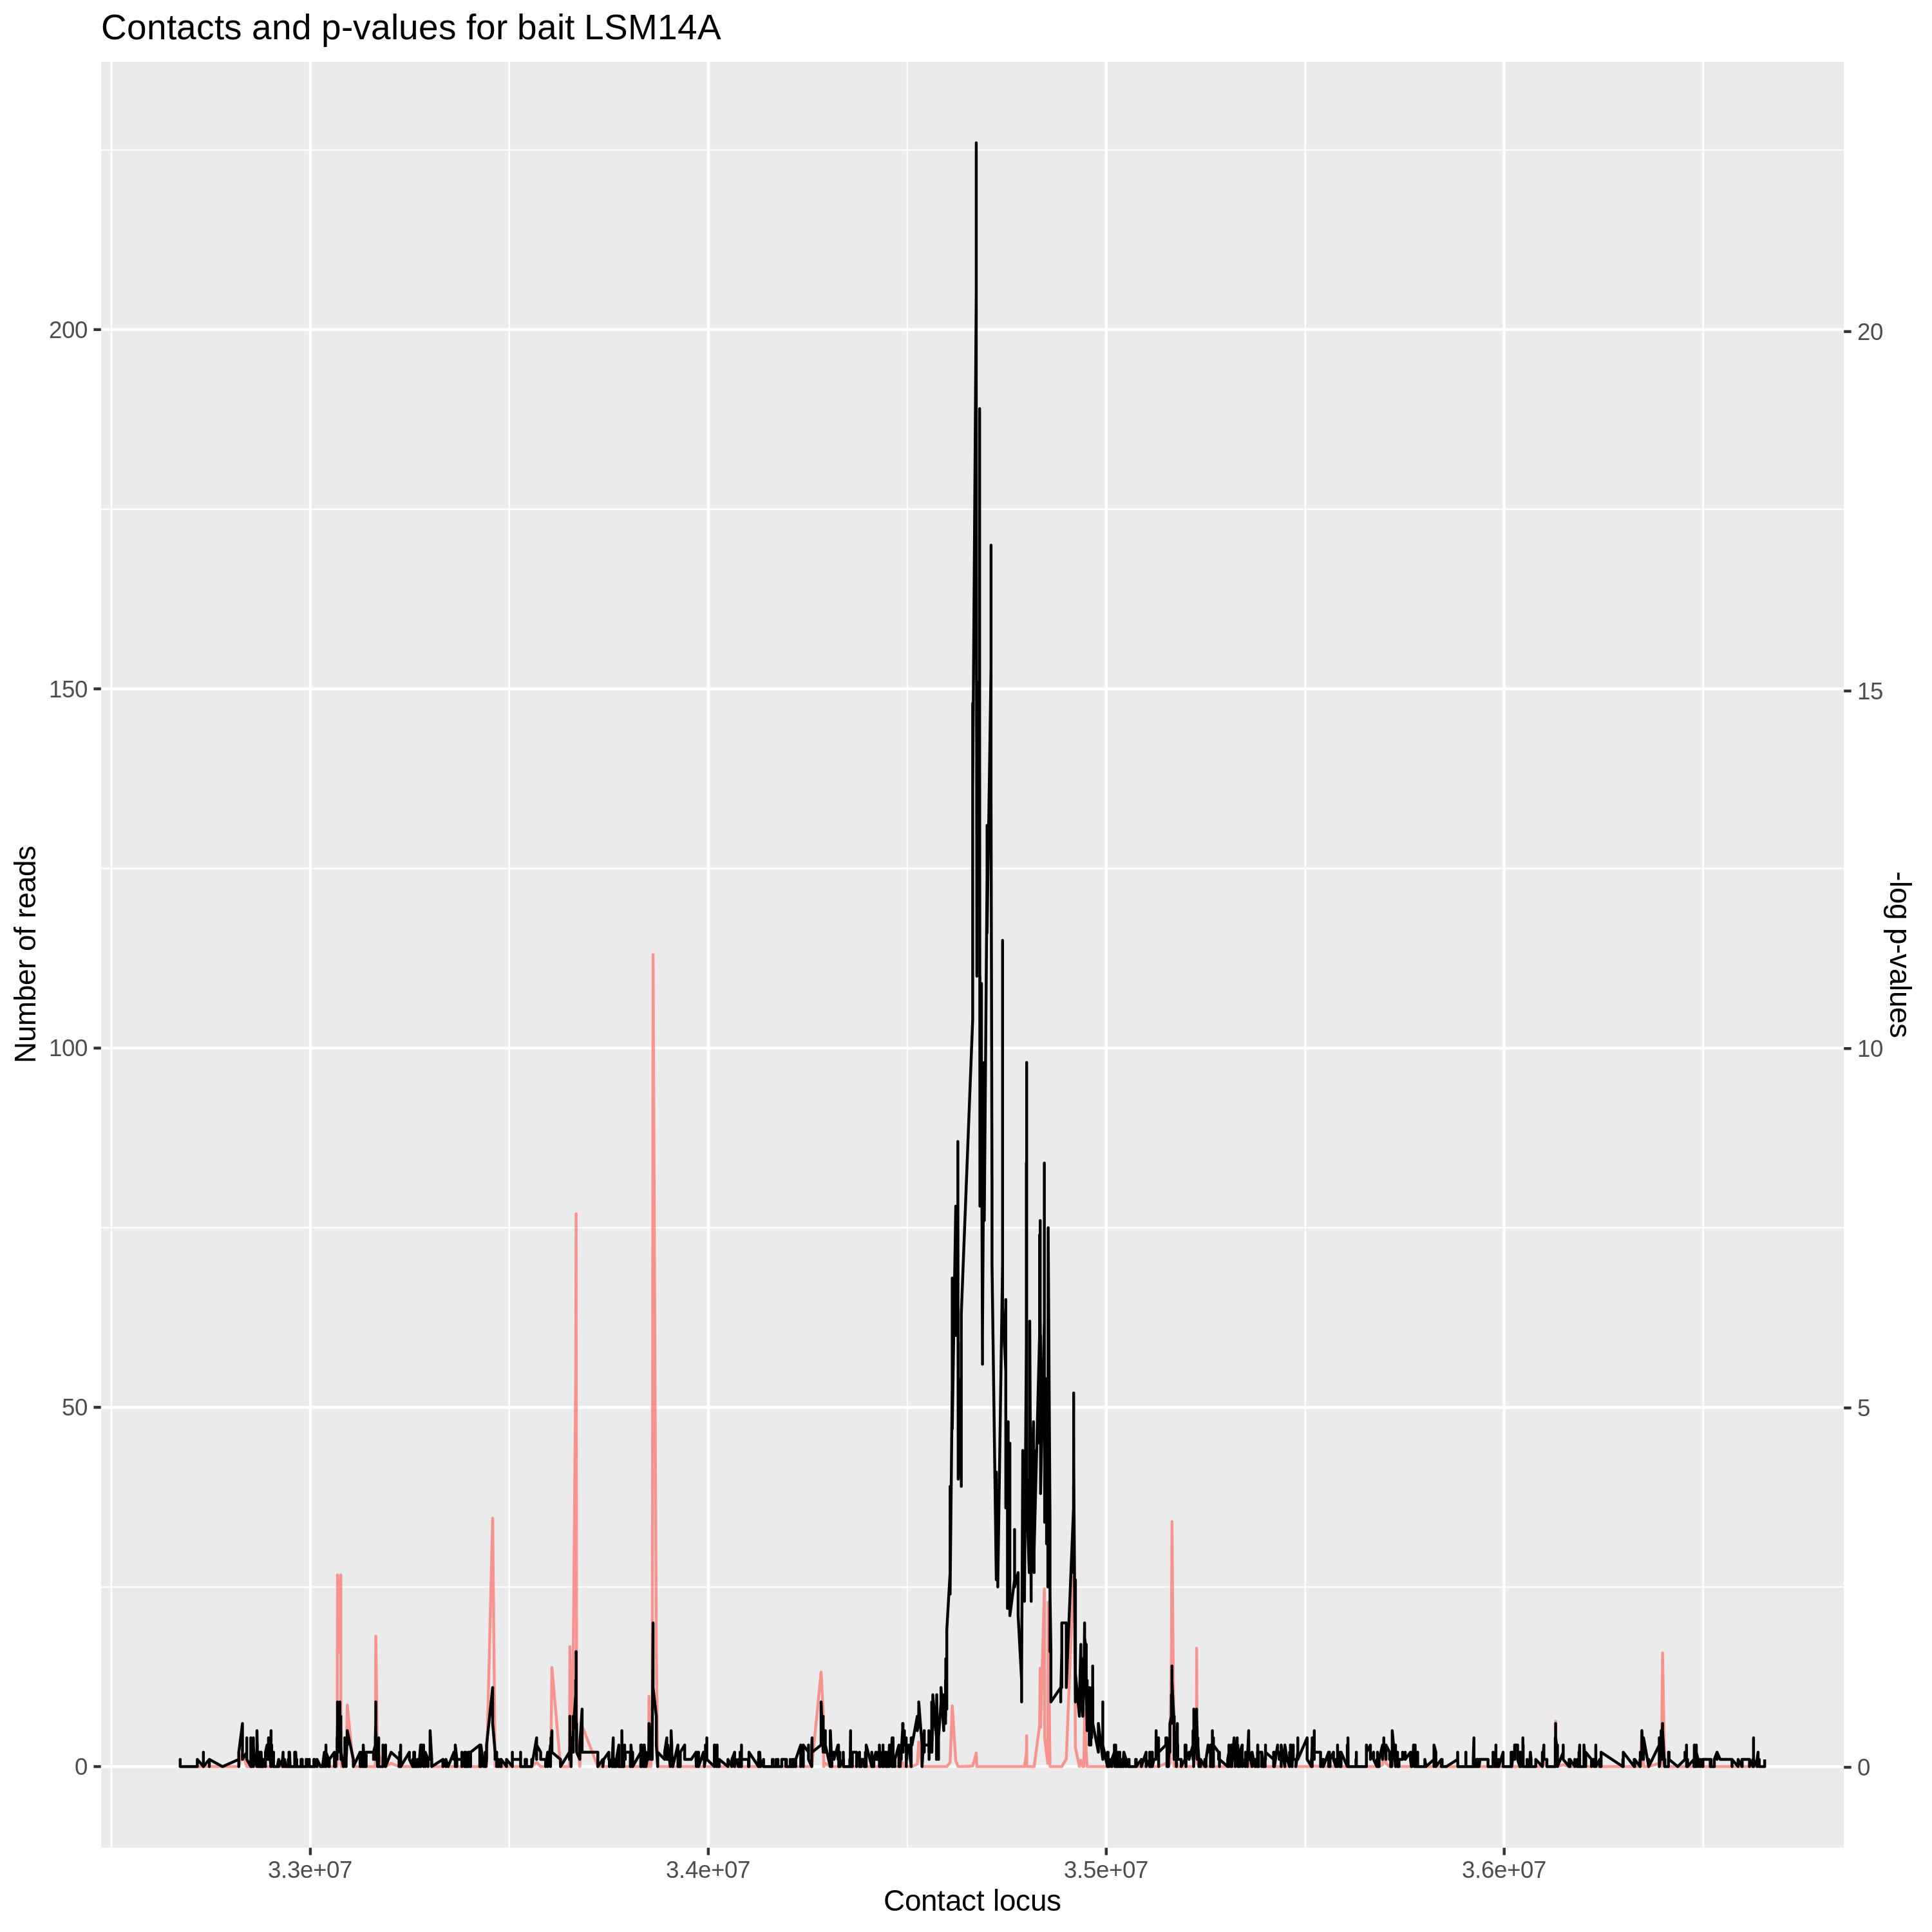 Contacts and p-values for bait LSM14A
200
150
100
50
0
20
15
10
5
0
Number of reads
-log p-values
3.3e+07
3.4e+07
3.5e+07
3.6e+07
Contact locus